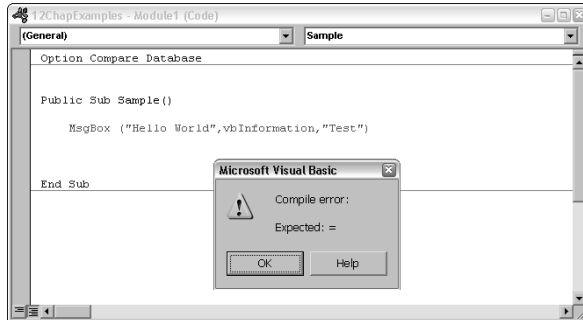 12ChapExamples - Module1 (Code)
(General) Sample
Option Compare Database
Public Sub Sample()
MsgBox ("Hello World",vbInformation,"Test")
End Sub
Microsoft Visual Basic
Compile error:
Expected: =
OK Help